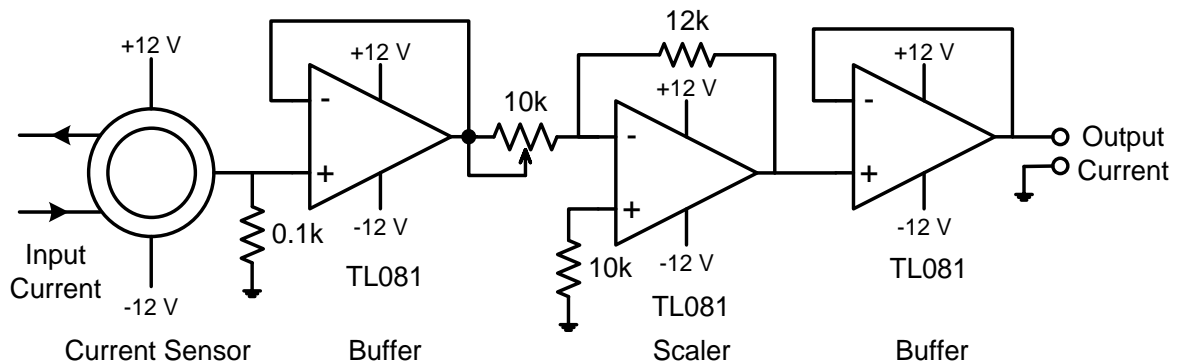 +12 V
Input
Current
-12 V
0.1k
Current Sensor
+12 V
-
+
-12 V
TL081
Buffer
10k
12k
+12 V
-
+
-12 V
10k
TL081
Scaler
+12 V
-
+
-12 V
TL081
Buffer
Output
Current